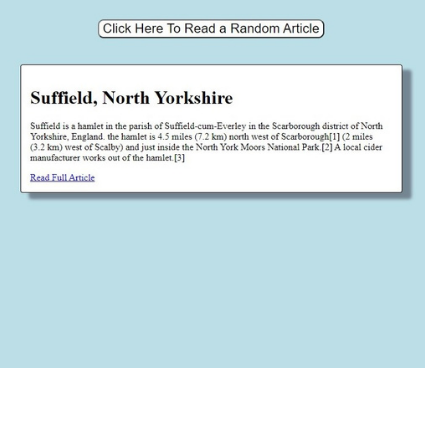 Click Here To Read a Random Article
Suffield, North Yorkshire
Suffield is a hamlet in the parish of Suffield-cum-Everley in the Scarborough district of North
Yorkshire, England. the hamlet is 4.5 miles (7.2 km) north west of Scarborough[1] (2 miles
(3.2 km) west of Scalby) and just inside the North York Moors National Park.[2] A local cider
manufacturer works out of the hamlet.[3]
Read Full Article